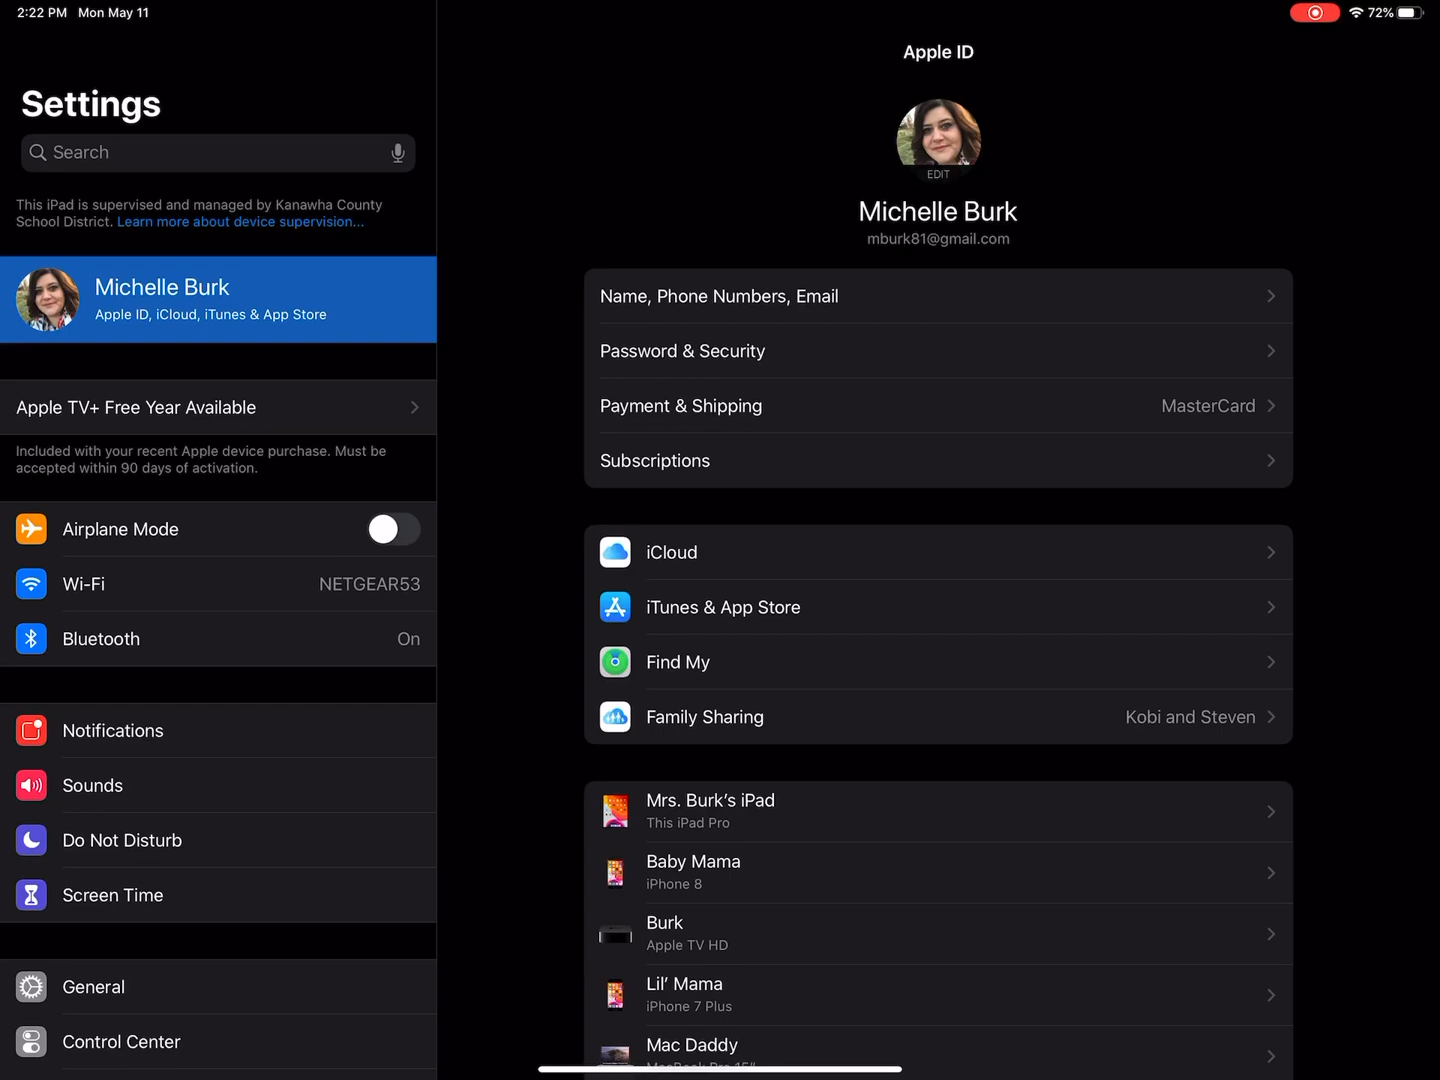 2:22 PM Mon May 11
72%
Settings
Search
This iPad is supervised and managed by Kanawha County
School District. Learn more about device supervision...
Michelle Burk
Apple ID, iCloud, iTunes & App Store
Apple TV+ Free Year Available
Included with your recent Apple device purchase. Must be
accepted within 90 days of activation.
Airplane Mode
Wi-Fi NETGEAR53
Bluetooth On
Notifications
Sounds
Do Not Disturb
Screen Time
General
Control Center
Apple ID
EDIT
Michelle Burk
mburk81@gmail.com
Name, Phone Numbers, Email
Password & Security
Payment & Shipping MasterCard
Subscriptions
iCloud
iTunes & App Store
Find My
Family Sharing Kobi and Steven
Mrs. Burk’s iPad
This iPad Pro
Baby Mama
iPhone 8
Burk
Apple TV HD
Lil’ Mama
iPhone 7 Plus
Mac Daddy
MacBook Pro 15"